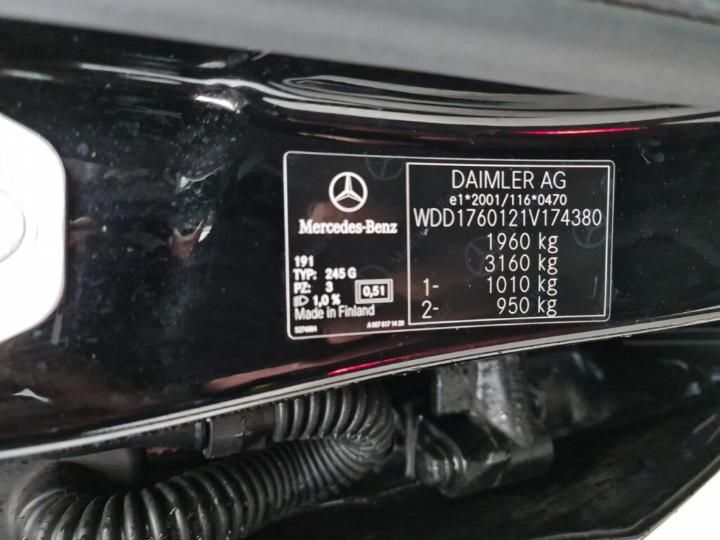 Mercedes-Benz
191
TYP: 245 G
PZ: 3
1,0 %
0,51
Made in Finland
DAIMLER AG
e1*2001/116*0470
WDD1760121V174380
1960 kg
3160 kg
1- 1010 kg
2- 950 kg